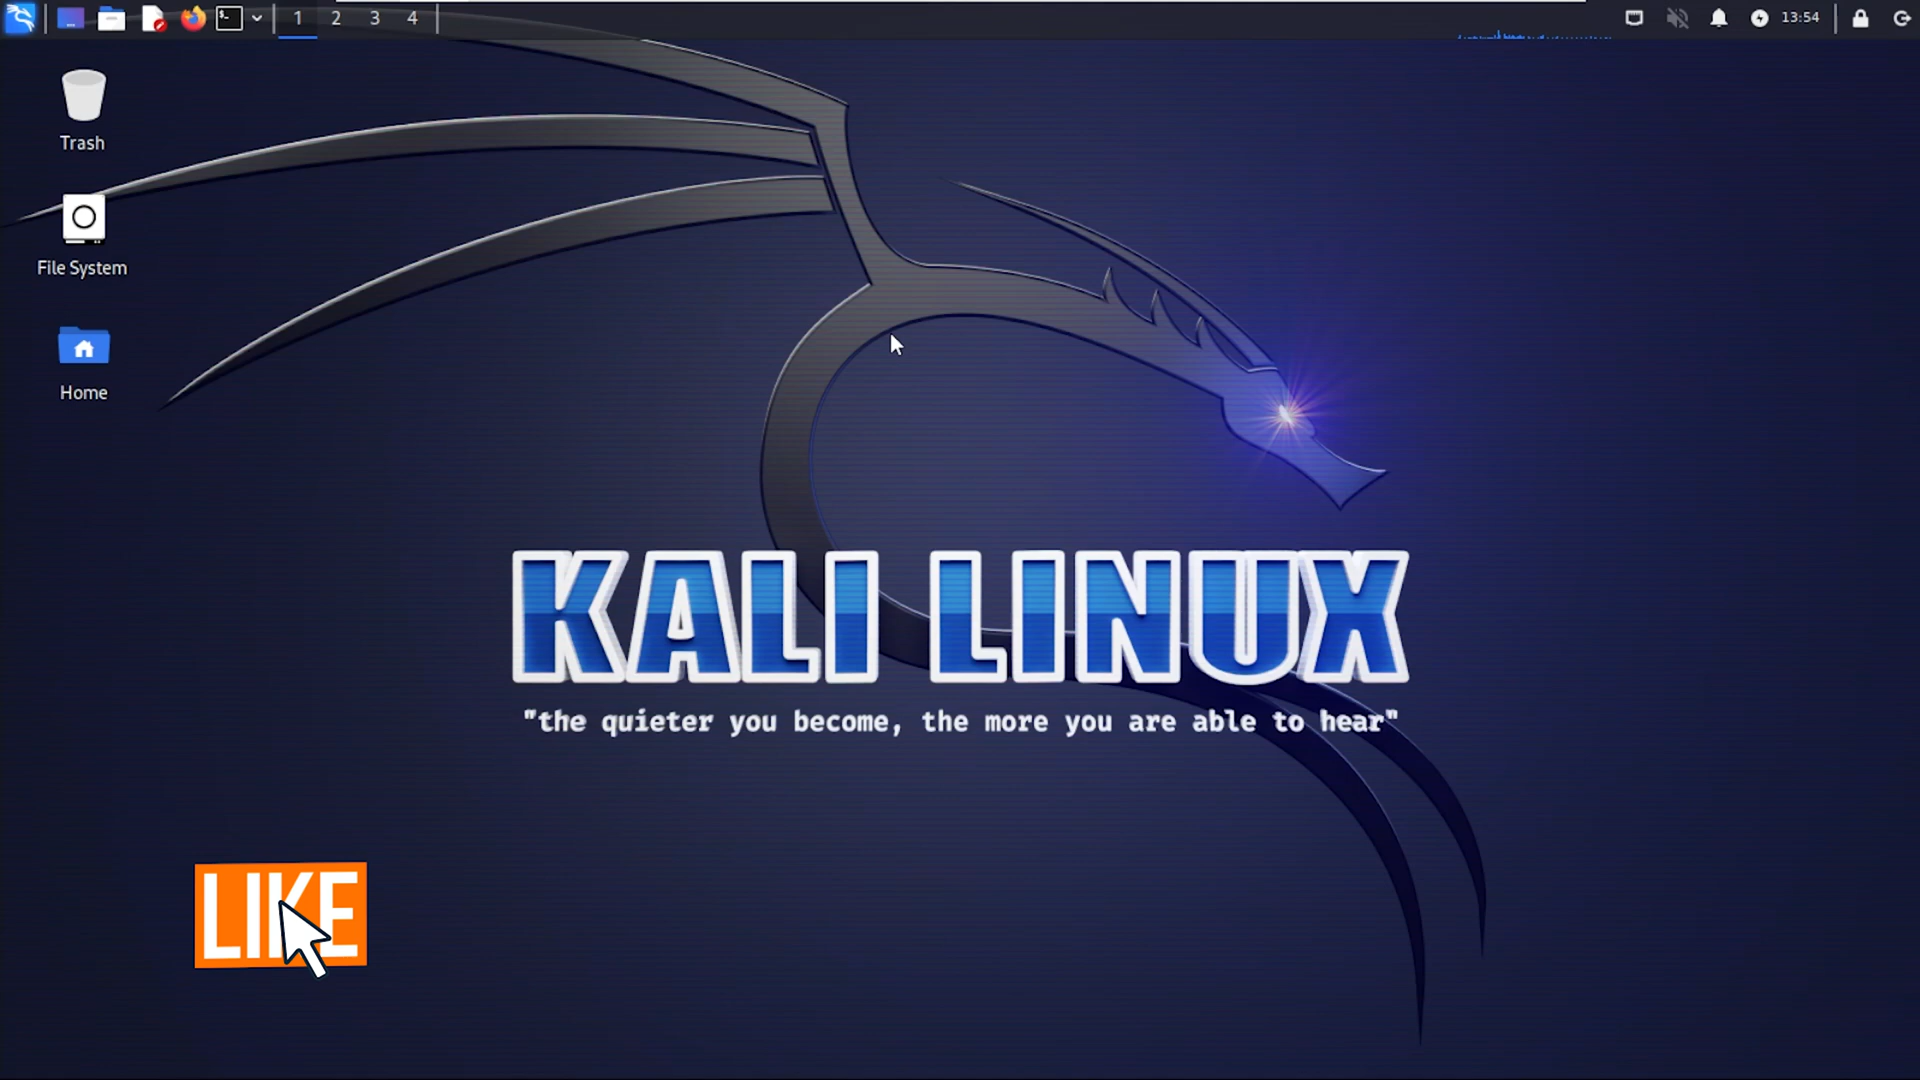 1 2 3 4
13:54
Trash
File System
Home
KALI LINUX
"the quieter you become, the more you are able to hear"
LIKE